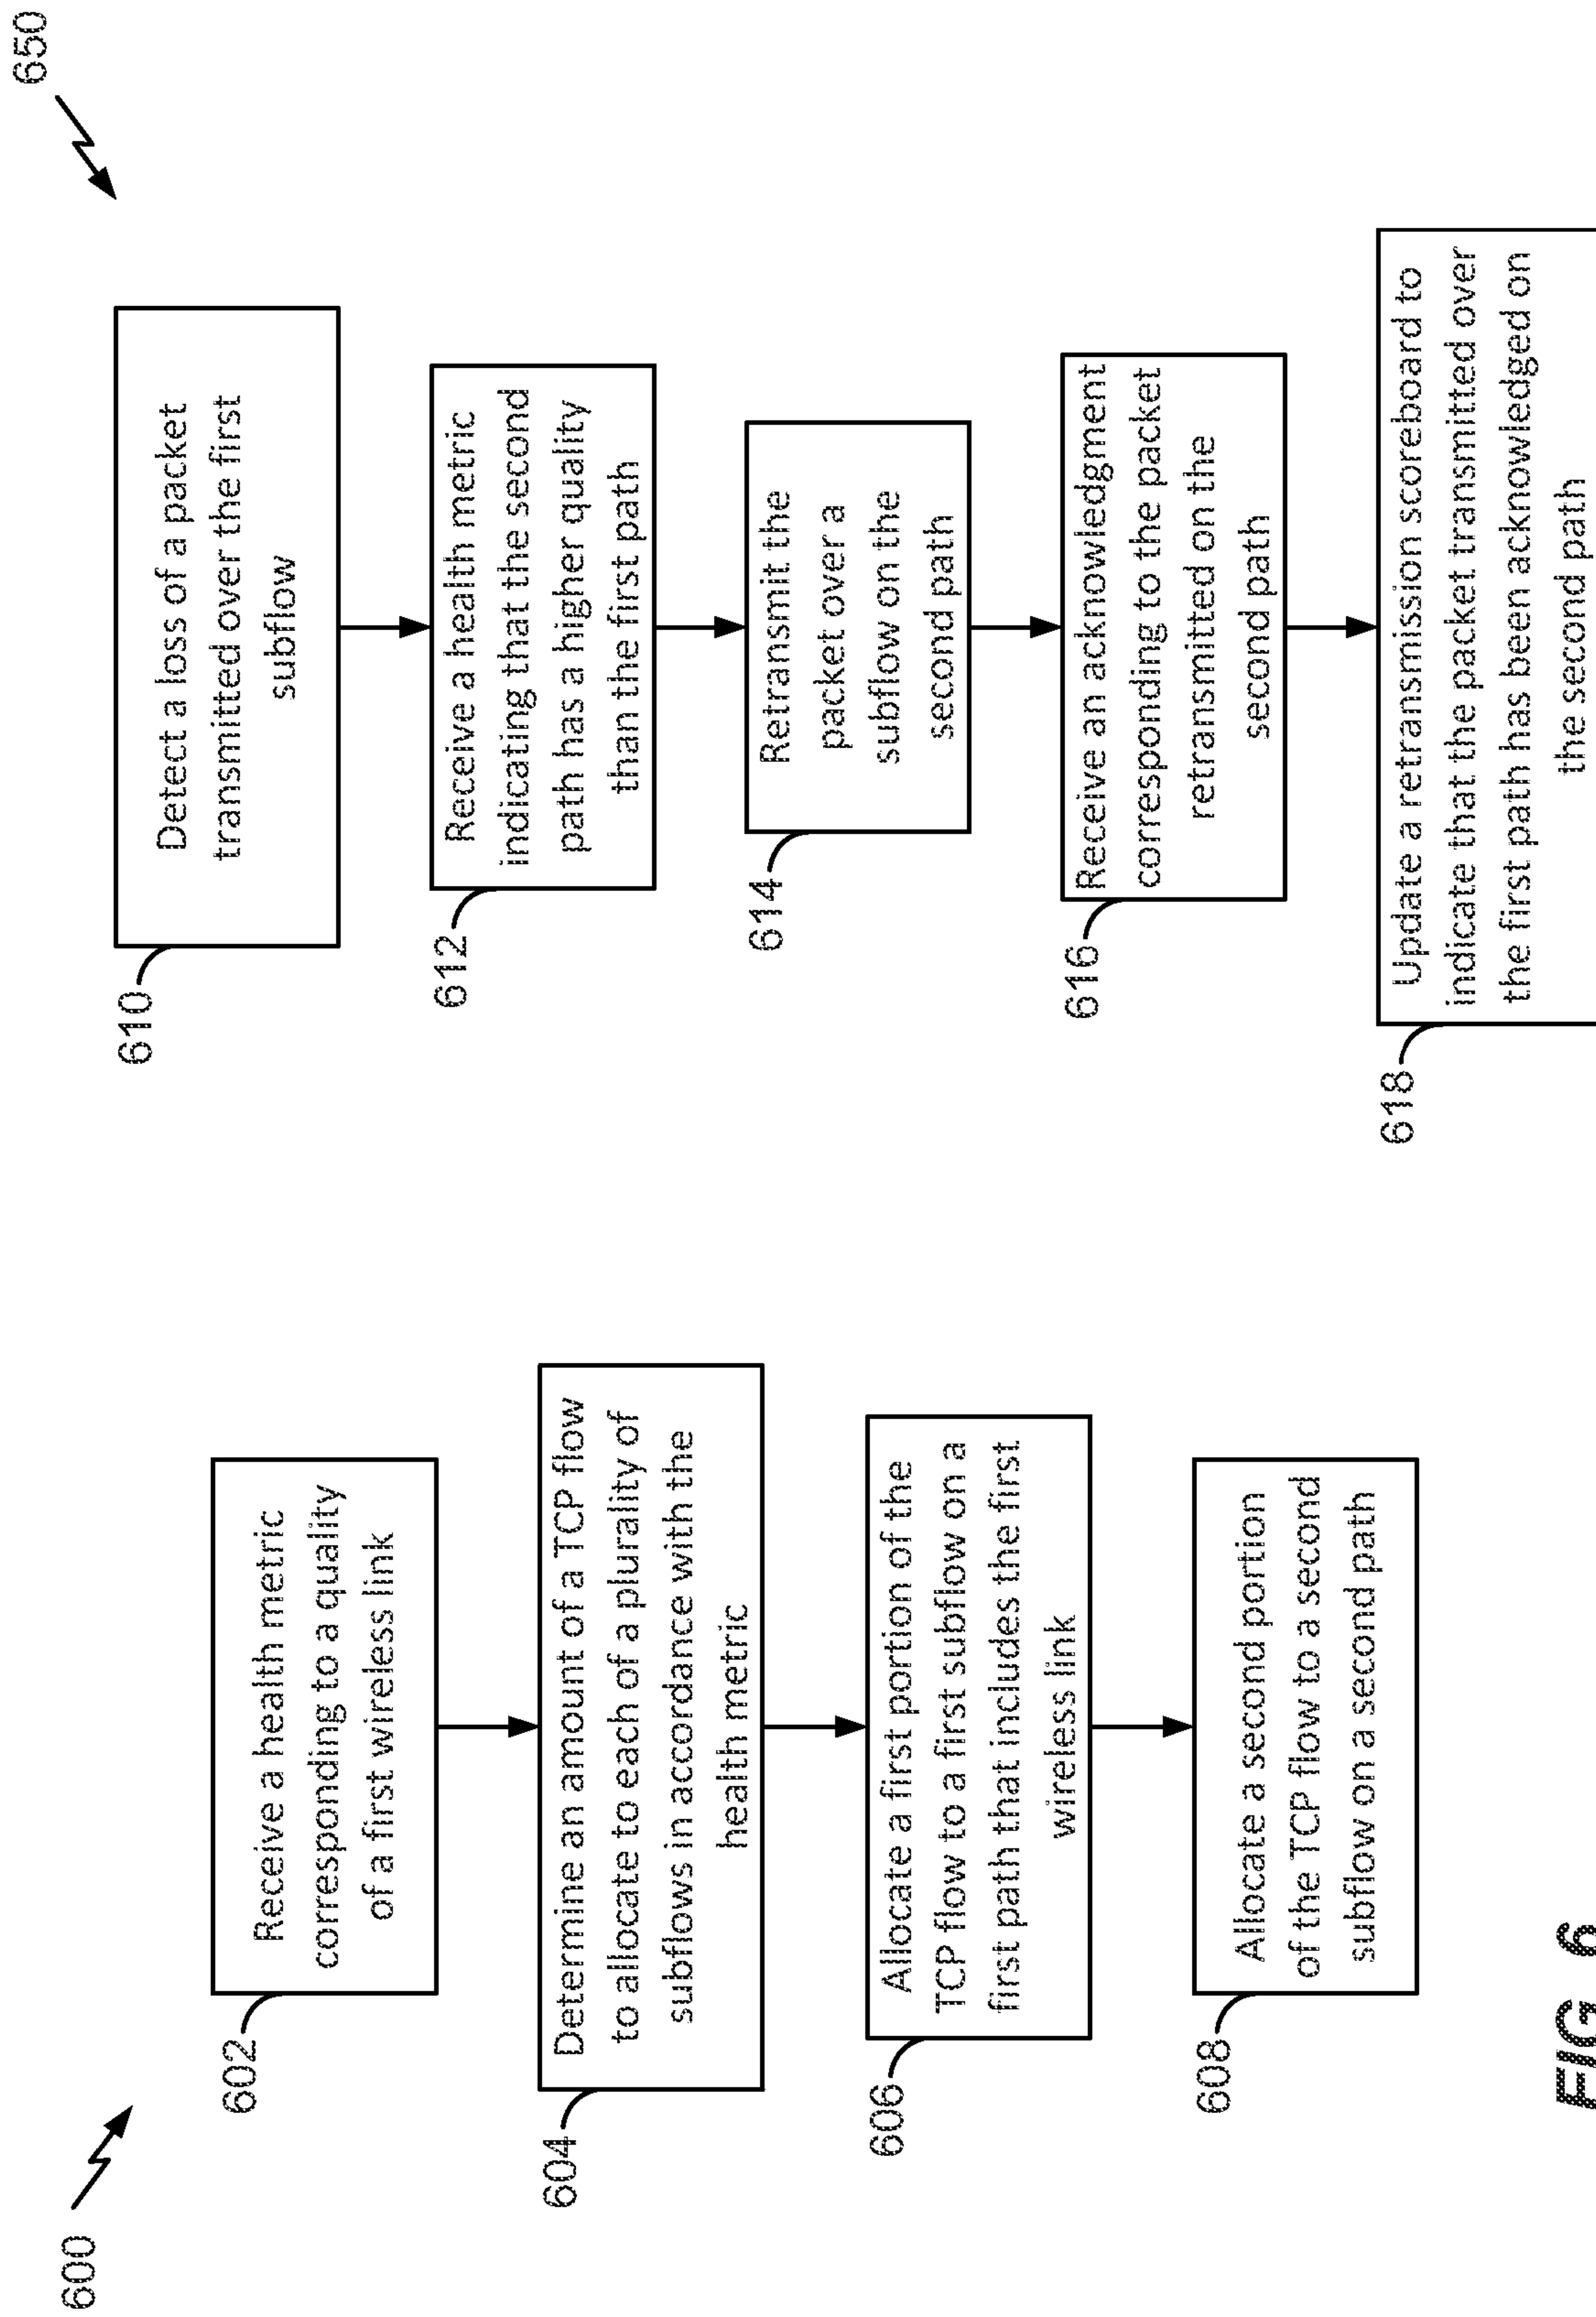 600
602
Receive a health metric
corresponding to a quality
of a first wireless link
604
Determine an amount of a TCP flow
to allocate to each of a plurality of
subflows in accordance with the
health metric
606
Allocate a first portion of the
TCP flow to a first subflow on a
first path that includes the first
wireless link
608
Allocate a second portion
of the TCP flow to a second
subflow on a second path
650
610
Detect a loss of a packet
transmitted over the first
subflow
612
Receive a health metric
indicating that the second
path has a higher quality
than the first path
614
Retransmit the
packet over a
subflow on the
second path
616
Receive an acknowledgment
corresponding to the packet
retransmitted on the
second path
618
Update a retransmission scoreboard to
indicate that the packet transmitted over
the first path has been acknowledged on
the second path
FIG. 6